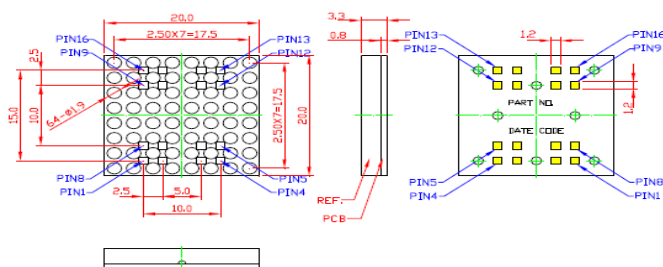 20.0
3.3
0.8
1.2
PIN16
2.50X7=17.5
PIN13
PIN9
PIN12
2.5
PIN13
PIN12
PIN16
PIN9
64-ø1.9
15.0
10.0
2.50X7=17.5
20.0
1.2
PART NO.
DATE CODE
PIN8
PIN1
PIN5
PIN4
2.5
5.0
10.0
REF.
PCB
PIN5
PIN4
PIN8
PIN1